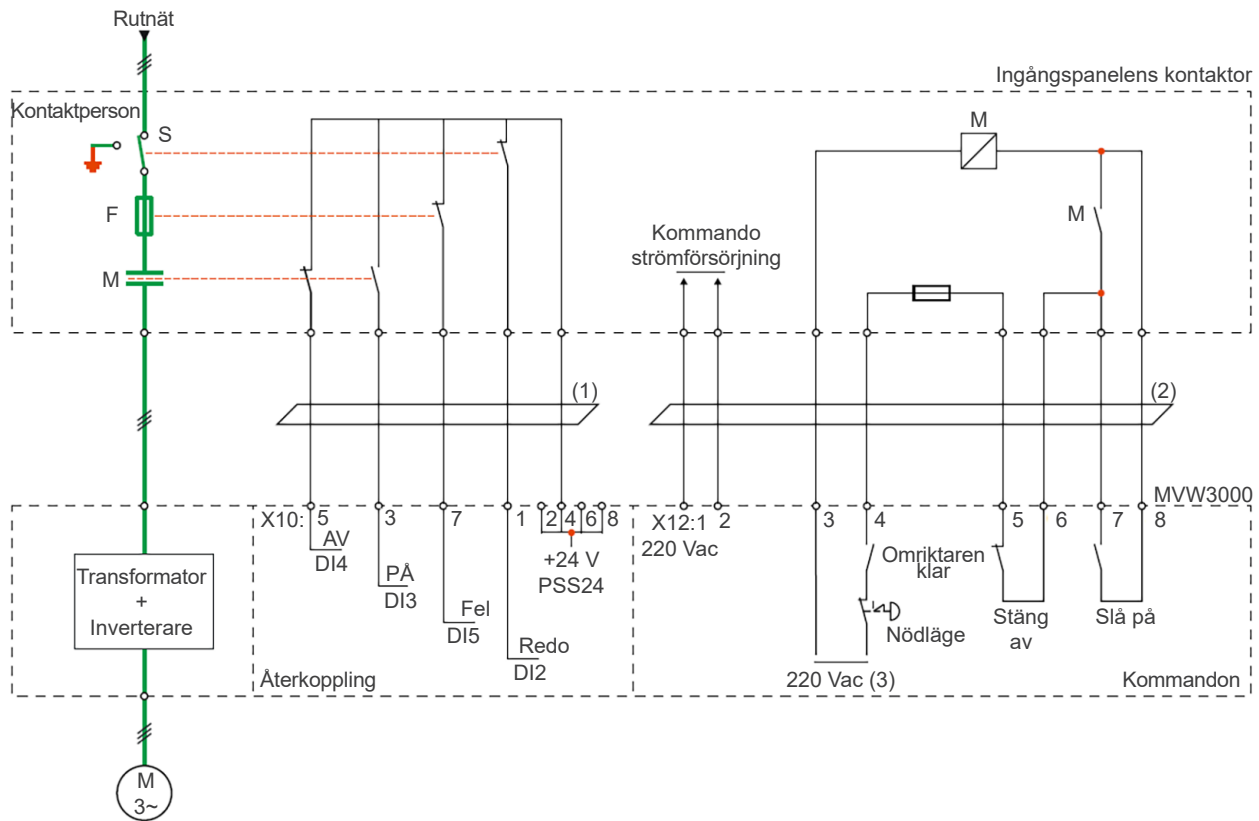 Rutnät
Ingångspanelens kontaktor
Kontaktperson
S
M
F
M
M
Kommando
strömförsörjning
(1)
(2)
MVW3000
X10: 5 3 7 1 2 4 6 8
X12:1 2 3 4 5 6 7 8
220 Vac
AV
DI4
PÅ
DI3
Fel
DI5
Redo
DI2
+24 V
PSS24
Omriktaren
klar
Nödläge
Stäng
av
Slå på
220 Vac (3)
Transformator
+
Inverterare
Återkoppling
Kommandon
M
3~